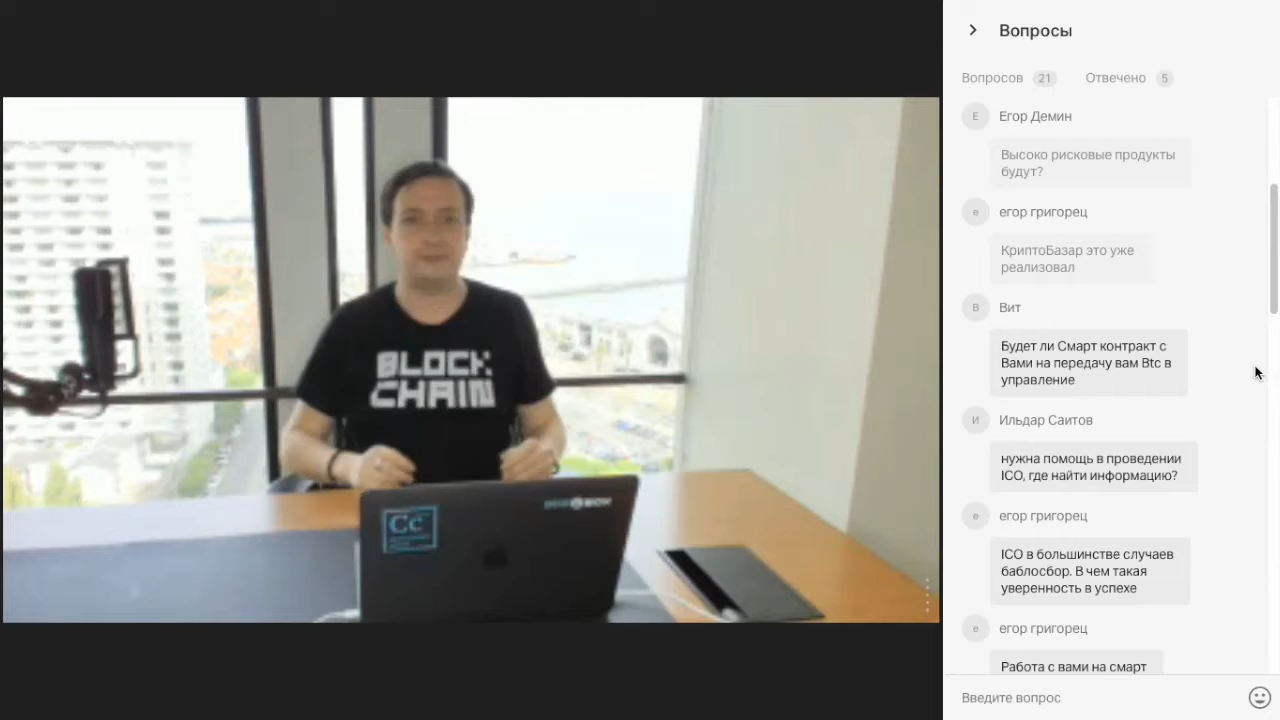 BLOCK
CHAIN
Cc
Вопросы
Вопросов 21 Отвечено 5
Е Егор Демин
Высоко рисковые продукты
будут?
е егор григорец
КриптоБазар это уже
реализовал
В Вит
Будет ли Смарт контракт с
Вами на передачу вам Btc в
управление
И Ильдар Саитов
нужна помощь в проведении
ICO, где найти информацию?
е егор григорец
ICO в большинстве случаев
баблосбор. В чем такая
уверенность в успехе
е егор григорец
Работа с вами на смарт
Введите вопрос